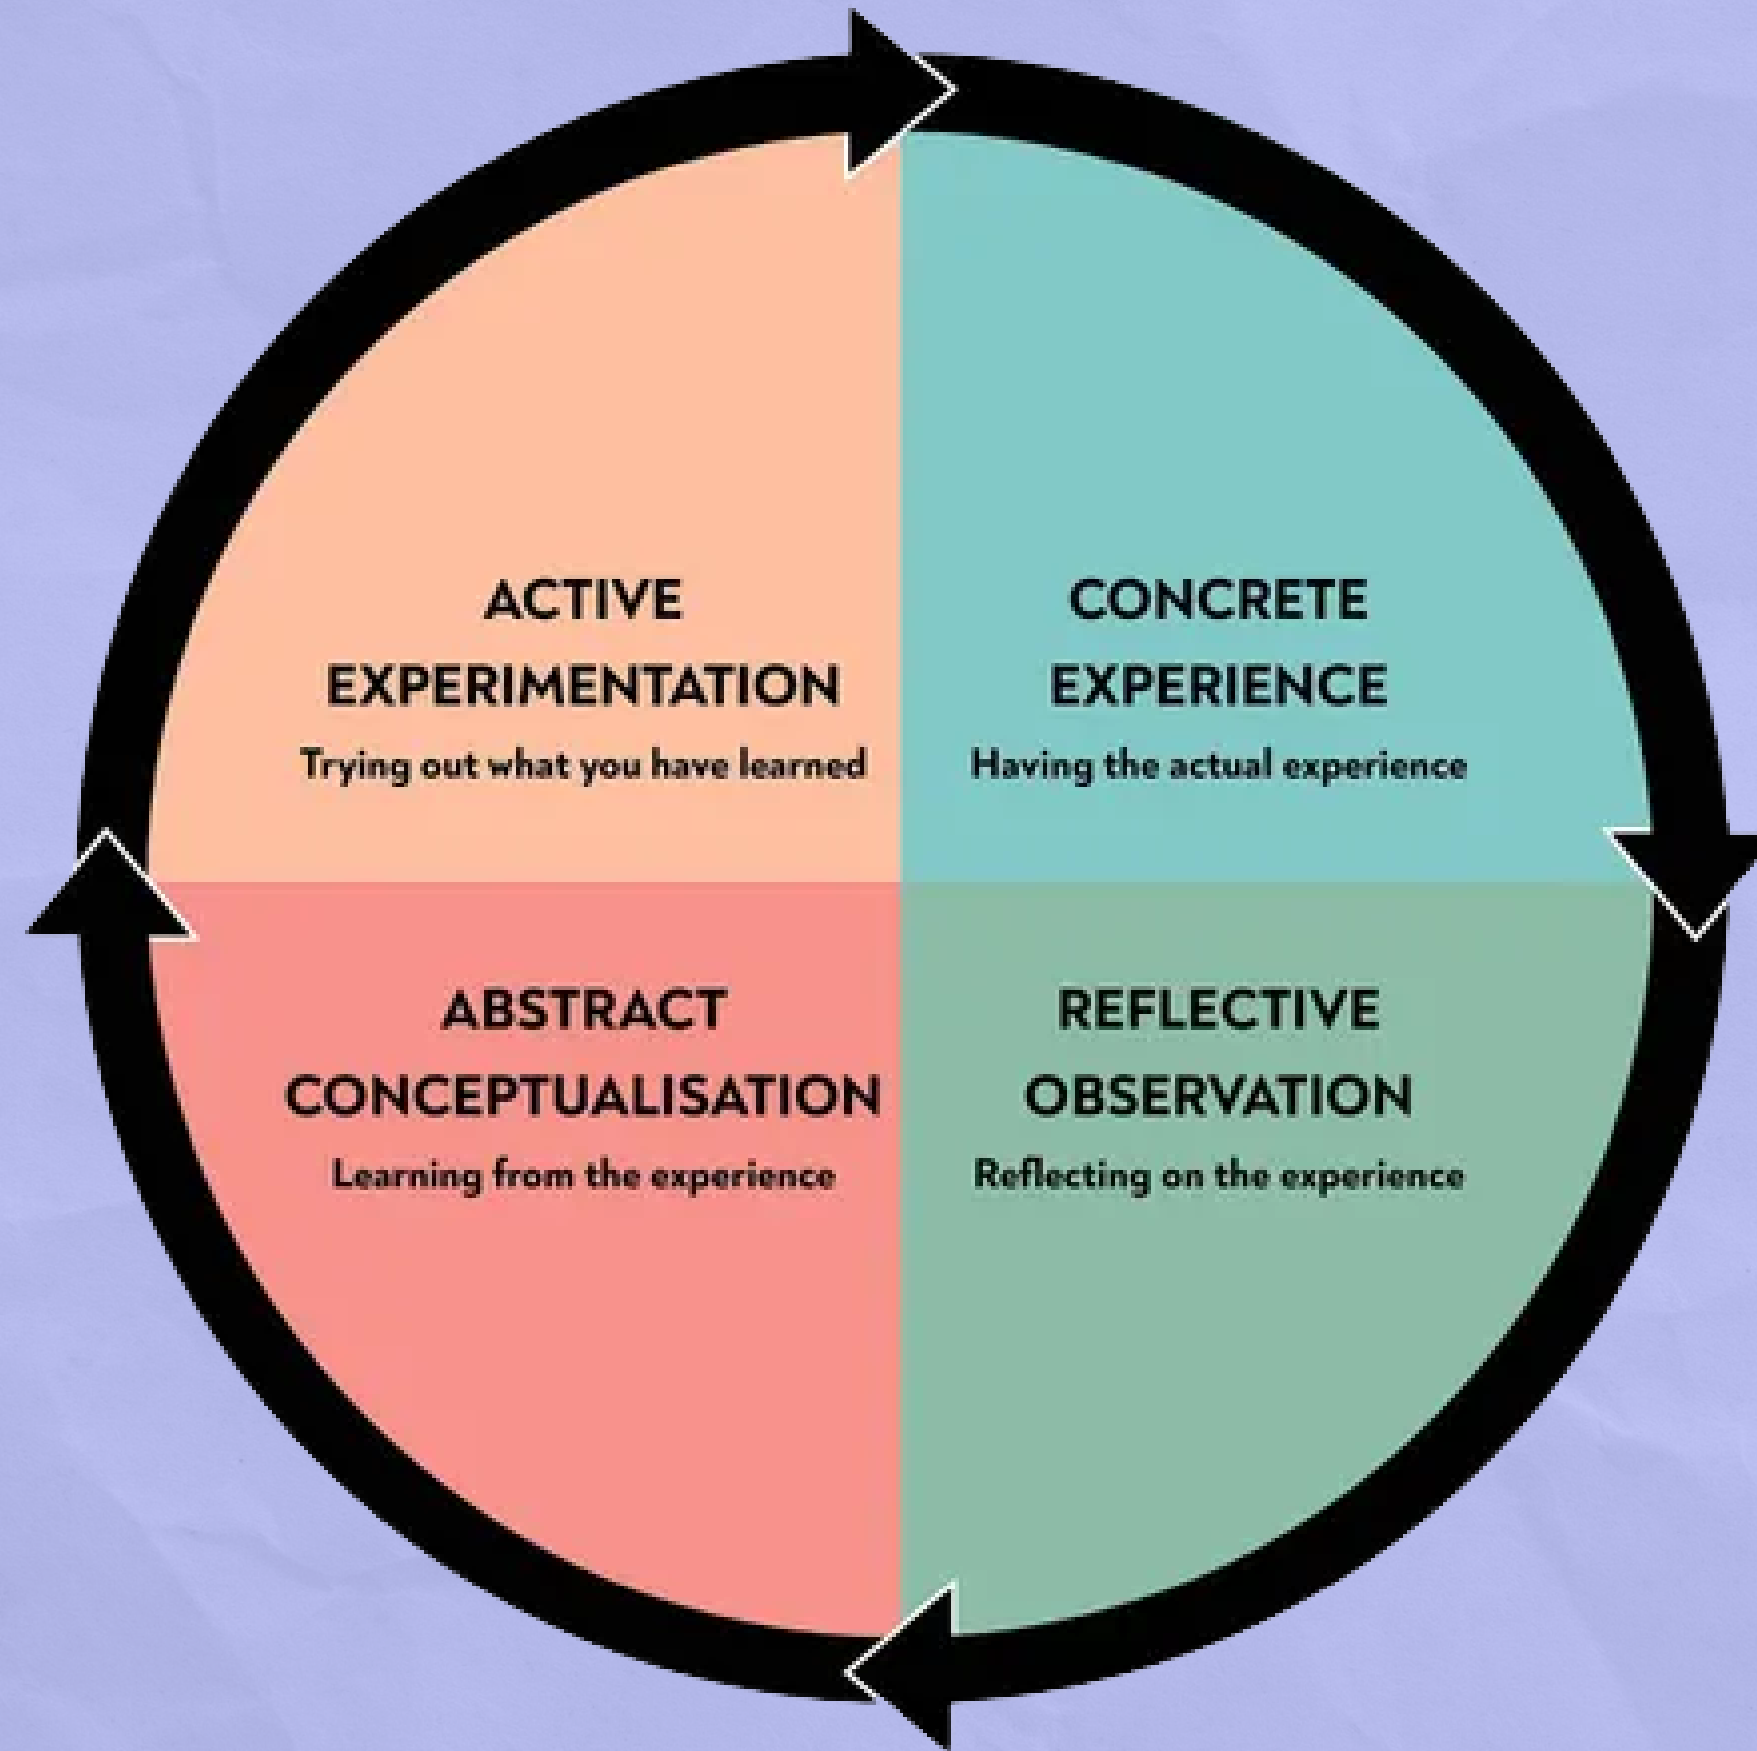 ACTIVE
EXPERIMENTATION
Trying out what you have learned
CONCRETE
EXPERIENCE
Having the actual experience
ABSTRACT
CONCEPTUALISATION
Learning from the experience
REFLECTIVE
OBSERVATION
Reflecting on the experience